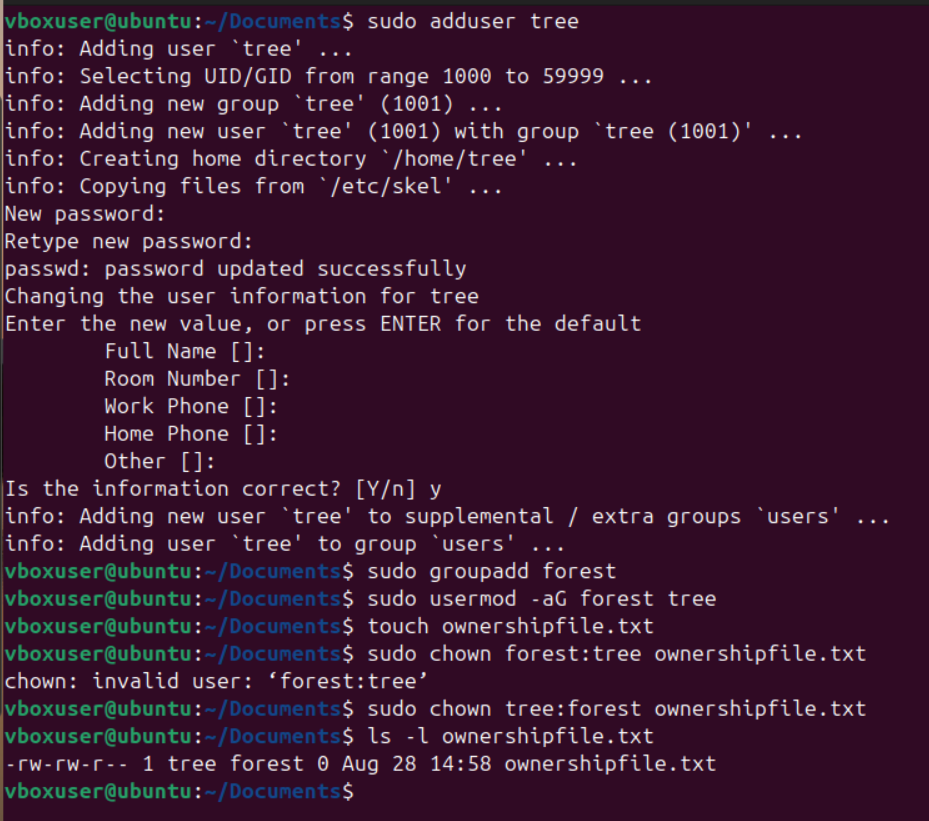 vboxuser@ubuntu:~/Documents$ sudo adduser tree
info: Adding user `tree' ...
info: Selecting UID/GID from range 1000 to 59999 ...
info: Adding new group `tree' (1001) ...
info: Adding new user `tree' (1001) with group `tree (1001)' ...
info: Creating home directory `/home/tree' ...
info: Copying files from `/etc/skel' ...
New password:
Retype new password:
passwd: password updated successfully
Changing the user information for tree
Enter the new value, or press ENTER for the default
        Full Name []:
        Room Number []:
        Work Phone []:
        Home Phone []:
        Other []:
Is the information correct? [Y/n] y
info: Adding new user `tree' to supplemental / extra groups `users' ...
info: Adding user `tree' to group `users' ...
vboxuser@ubuntu:~/Documents$ sudo groupadd forest
vboxuser@ubuntu:~/Documents$ sudo usermod -aG forest tree
vboxuser@ubuntu:~/Documents$ touch ownershipfile.txt
vboxuser@ubuntu:~/Documents$ sudo chown forest:tree ownershipfile.txt
chown: invalid user: ‘forest:tree’
vboxuser@ubuntu:~/Documents$ sudo chown tree:forest ownershipfile.txt
vboxuser@ubuntu:~/Documents$ ls -l ownershipfile.txt
-rw-rw-r-- 1 tree forest 0 Aug 28 14:58 ownershipfile.txt
vboxuser@ubuntu:~/Documents$